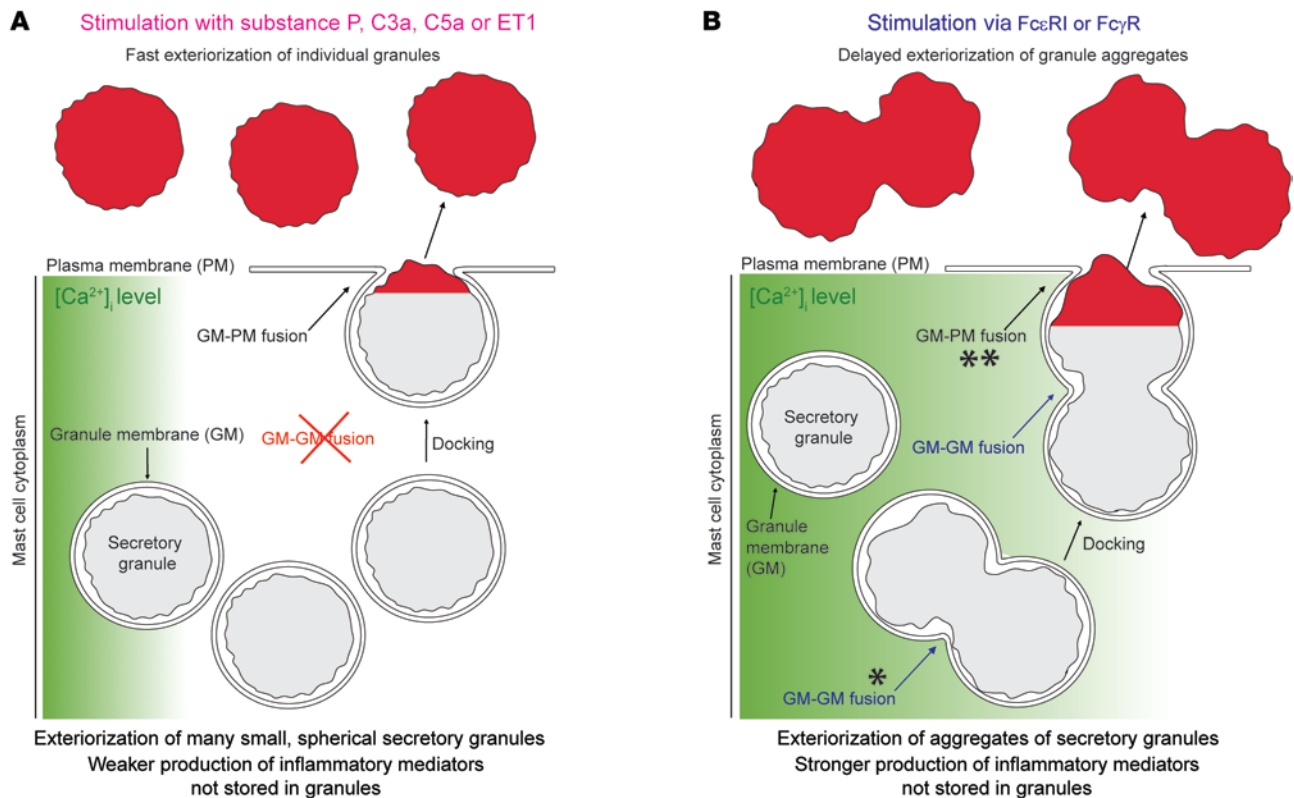 A
Stimulation with substance P, C3a, C5a or ET1
Fast exteriorization of individual granules
Plasma membrane (PM)
[Ca²⁺]ᵢ level
GM-PM fusion
Granule membrane (GM)
GM-GM fusion
Docking
Secretory
granule
Mast cell cytoplasm
Exteriorization of many small, spherical secretory granules
Weaker production of inflammatory mediators
not stored in granules
B
Stimulation via FcεRI or FcγR
Delayed exteriorization of granule aggregates
Plasma membrane (PM)
[Ca²⁺]ᵢ level
GM-PM fusion
**
Secretory
granule
GM-GM fusion
Granule
membrane
(GM)
Docking
*
GM-GM fusion
Mast cell cytoplasm
Exteriorization of aggregates of secretory granules
Stronger production of inflammatory mediators
not stored in granules